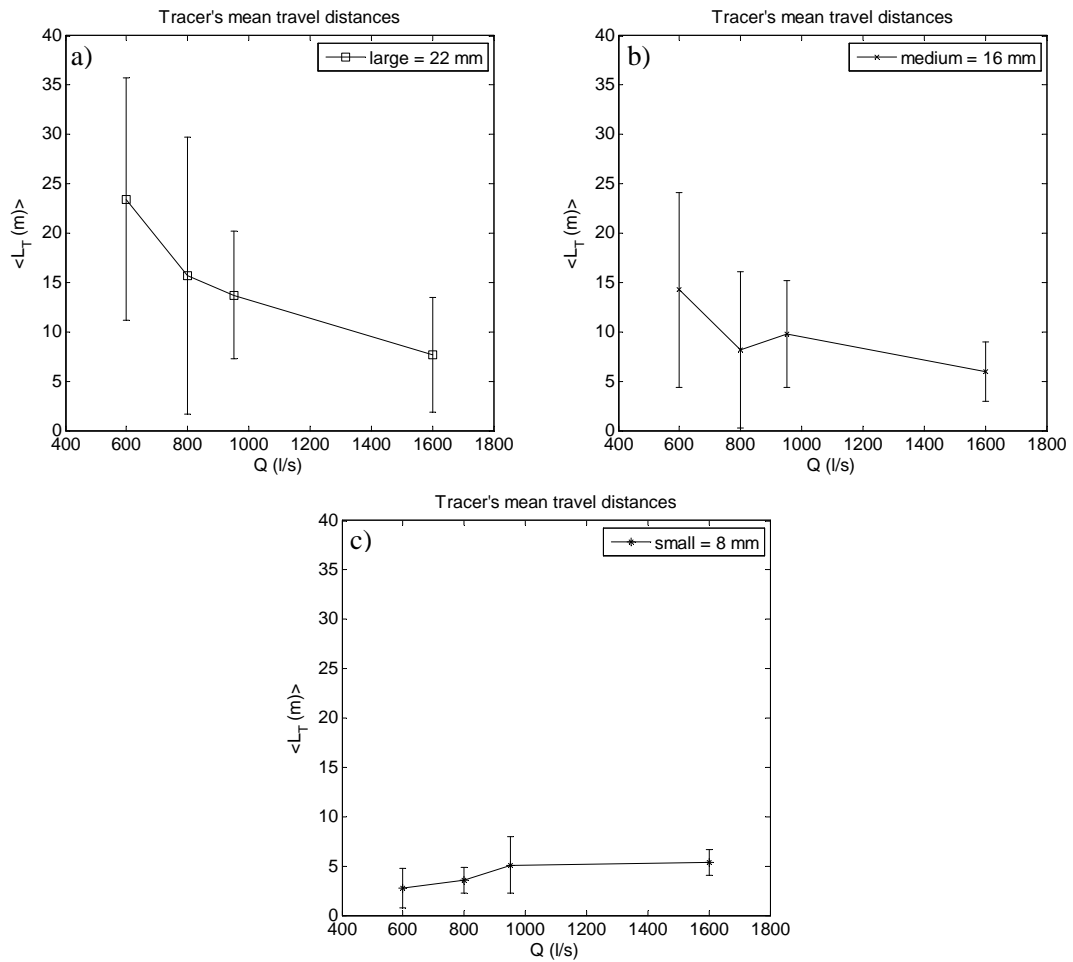 Tracer's mean travel distances
a)
large = 22 mm
40
35
30
25
20
15
10
5
0
<L_T (m)>
400 600 800 1000 1200 1400 1600 1800
Q (l/s)
Tracer's mean travel distances
b)
medium = 16 mm
40
35
30
25
20
15
10
5
0
<L_T (m)>
400 600 800 1000 1200 1400 1600 1800
Q (l/s)
Tracer's mean travel distances
c)
small = 8 mm
40
35
30
25
20
15
10
5
0
<L_T (m)>
400 600 800 1000 1200 1400 1600 1800
Q (l/s)